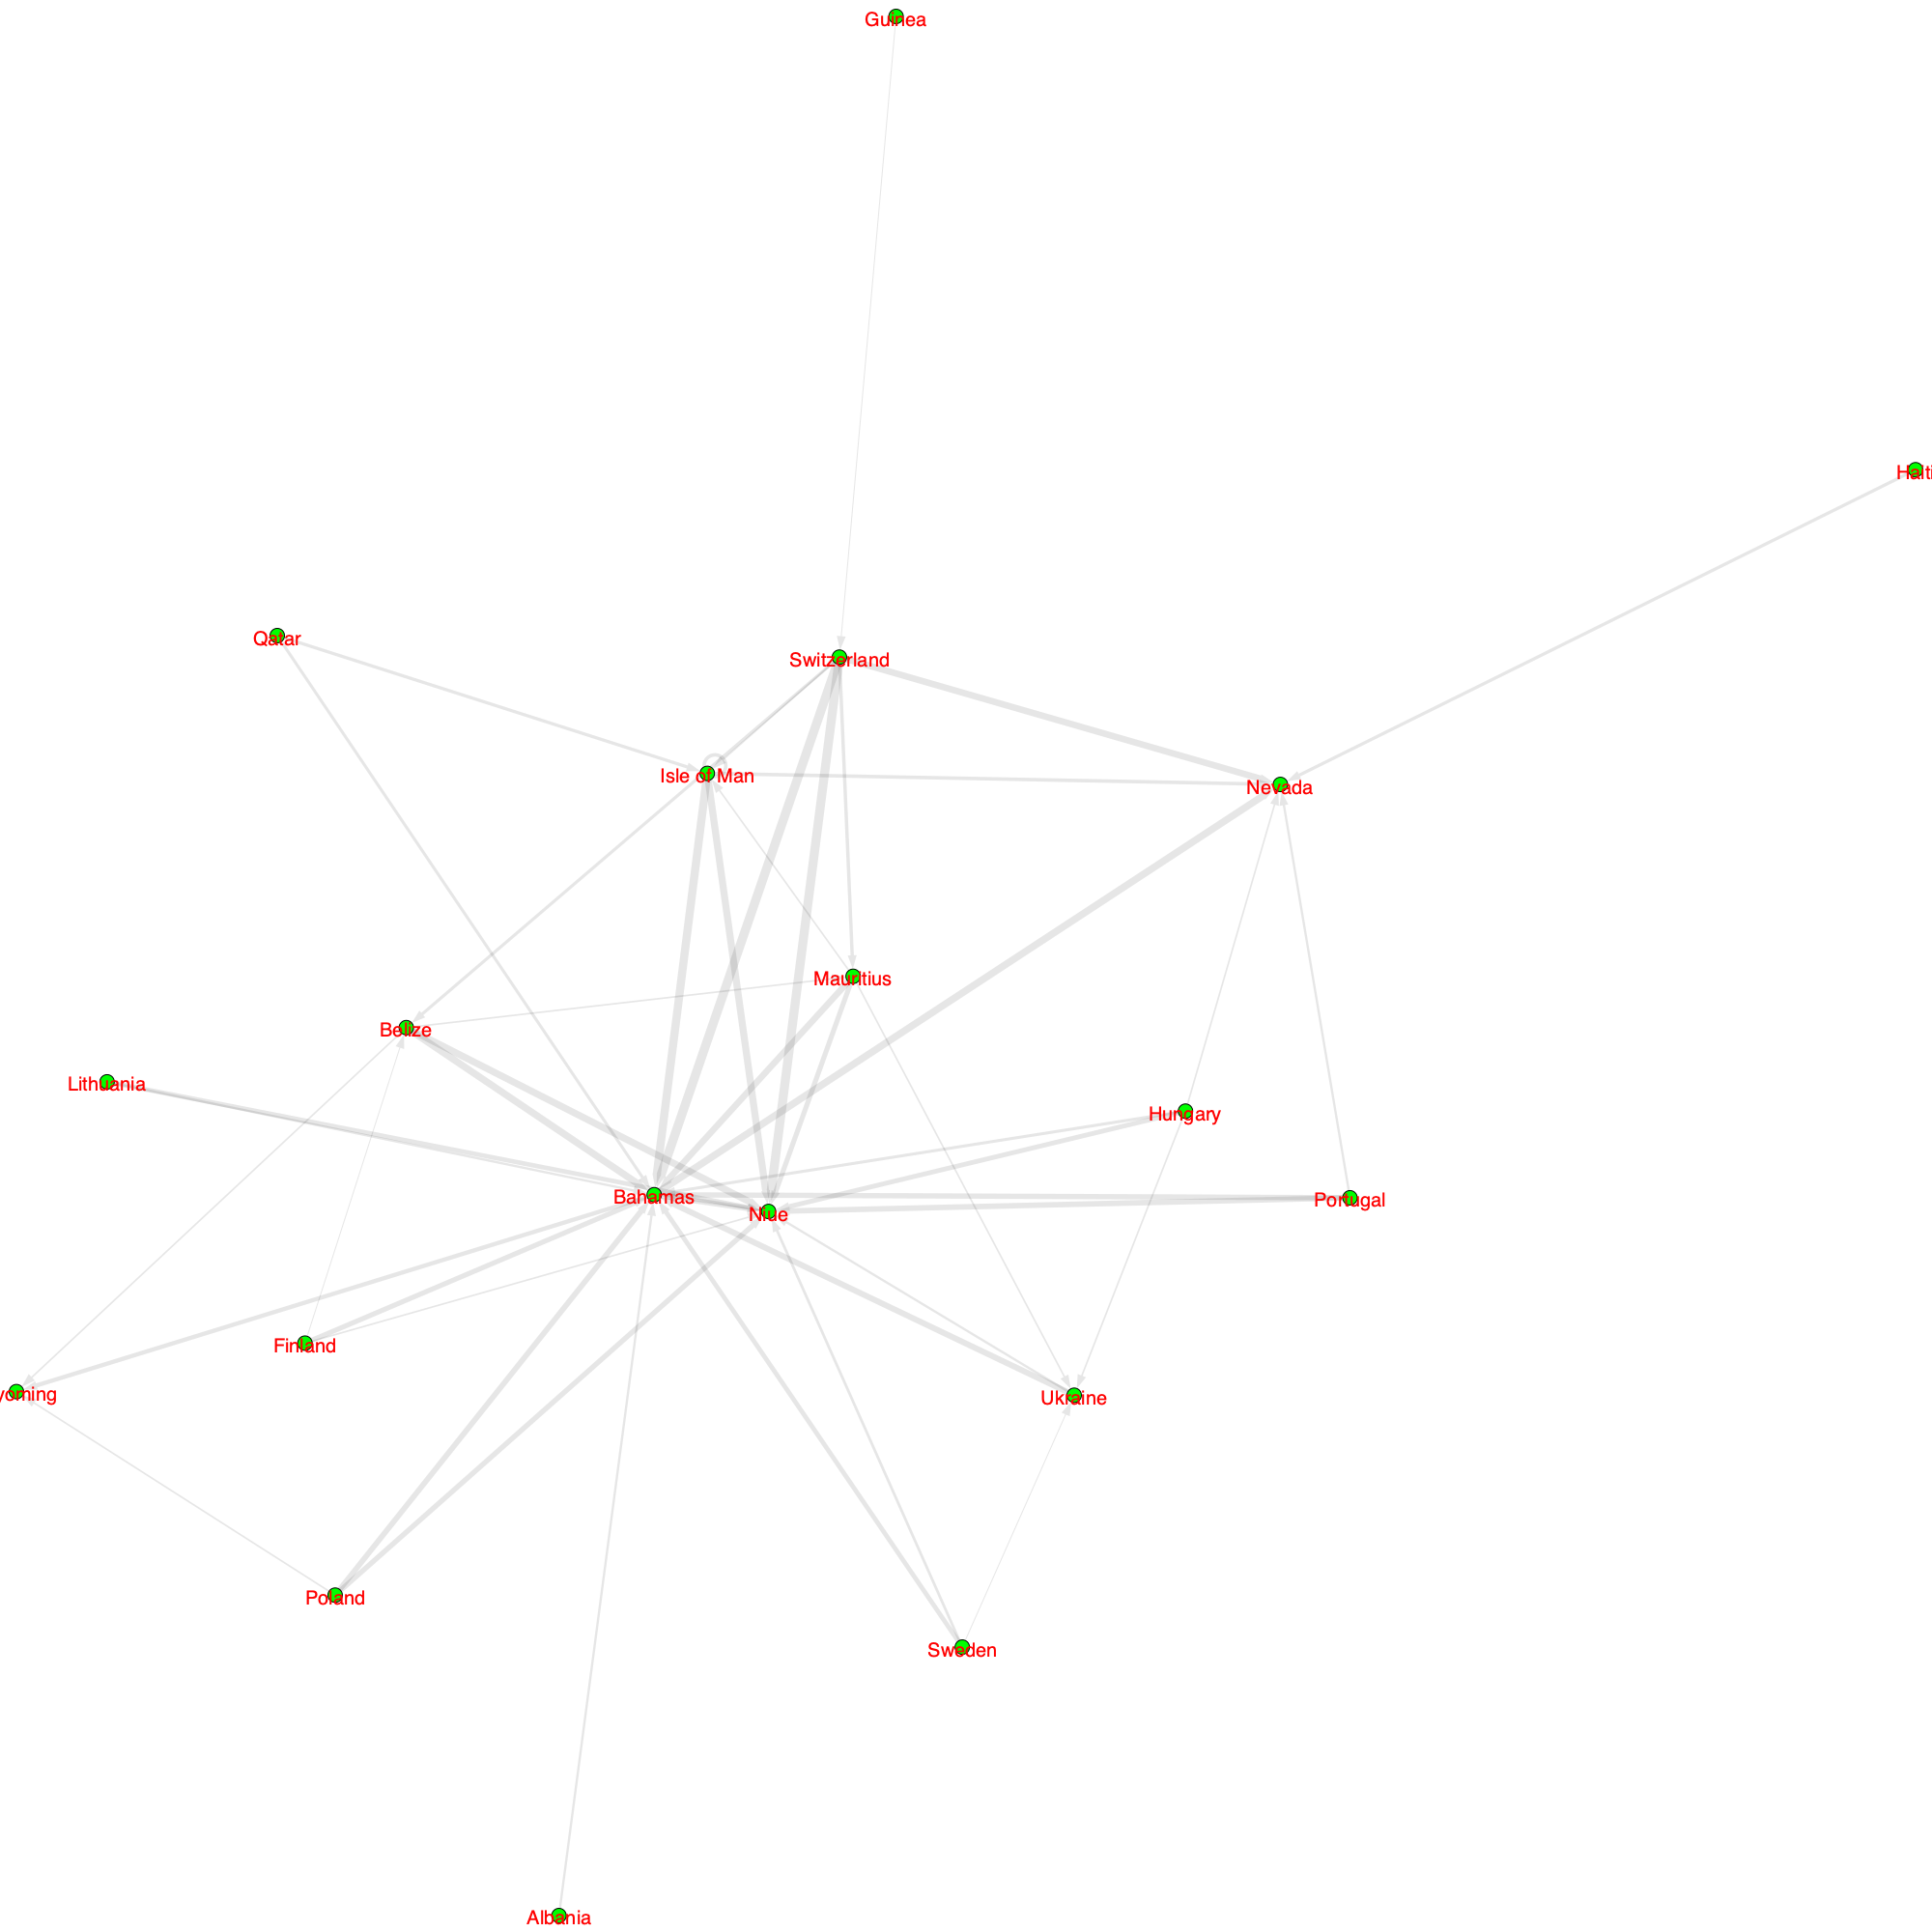 Guinea
Haiti
Qatar
Switzerland
Isle of Man
Nevada
Mauritius
Belize
Lithuania
Hungary
Bahamas
Niue
Portugal
Finland
yoming
Ukraine
Poland
Sweden
Albania